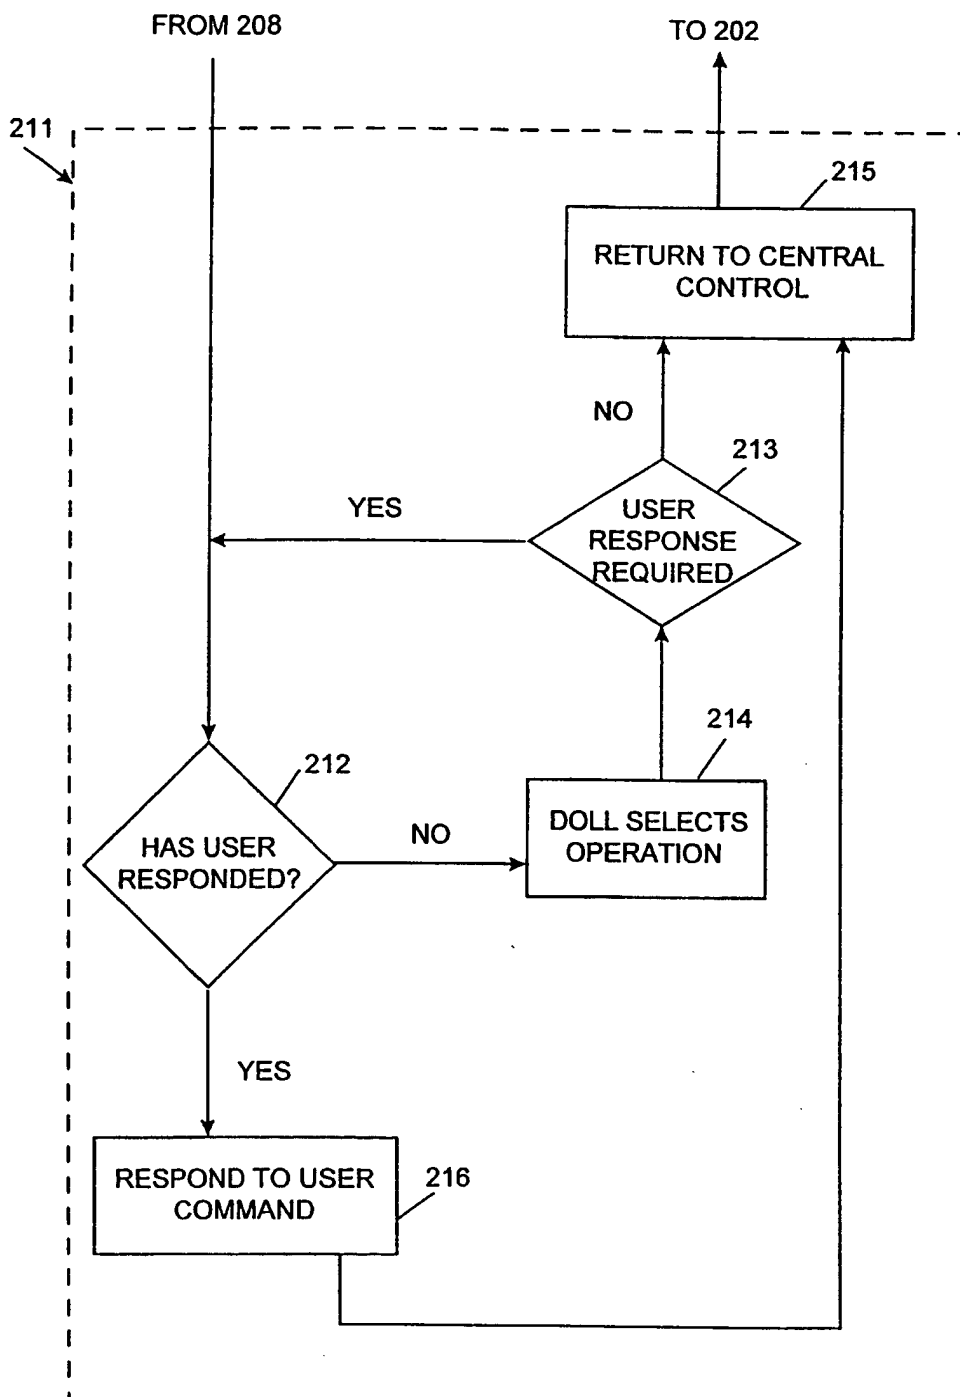 FROM 208
TO 202
211
215
RETURN TO CENTRAL
CONTROL
NO
213
YES
USER
RESPONSE
REQUIRED
214
212
DOLL SELECTS
OPERATION
NO
HAS USER
RESPONDED?
YES
RESPOND TO USER
COMMAND
216